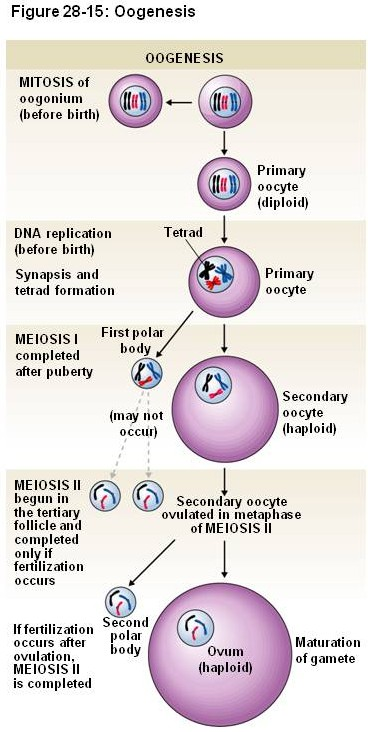 Figure 28-15: Oogenesis
OOGENESIS
MITOSIS of
oogonium
(before birth)
Primary
oocyte
(diploid)
DNA replication
(before birth)
Synapsis and
tetrad formation
Tetrad
Primary
oocyte
MEIOSIS I
completed
after puberty
First polar
body
(may not
occur)
Secondary
oocyte
(haploid)
MEIOSIS II
begun in
the tertiary
follicle and
completed
only if
fertilization
occurs
Secondary oocyte
ovulated in metaphase
of MEIOSIS II
If fertilization
occurs after
ovulation,
MEIOSIS II
is completed
Second
polar
body
Ovum
(haploid)
Maturation
of gamete